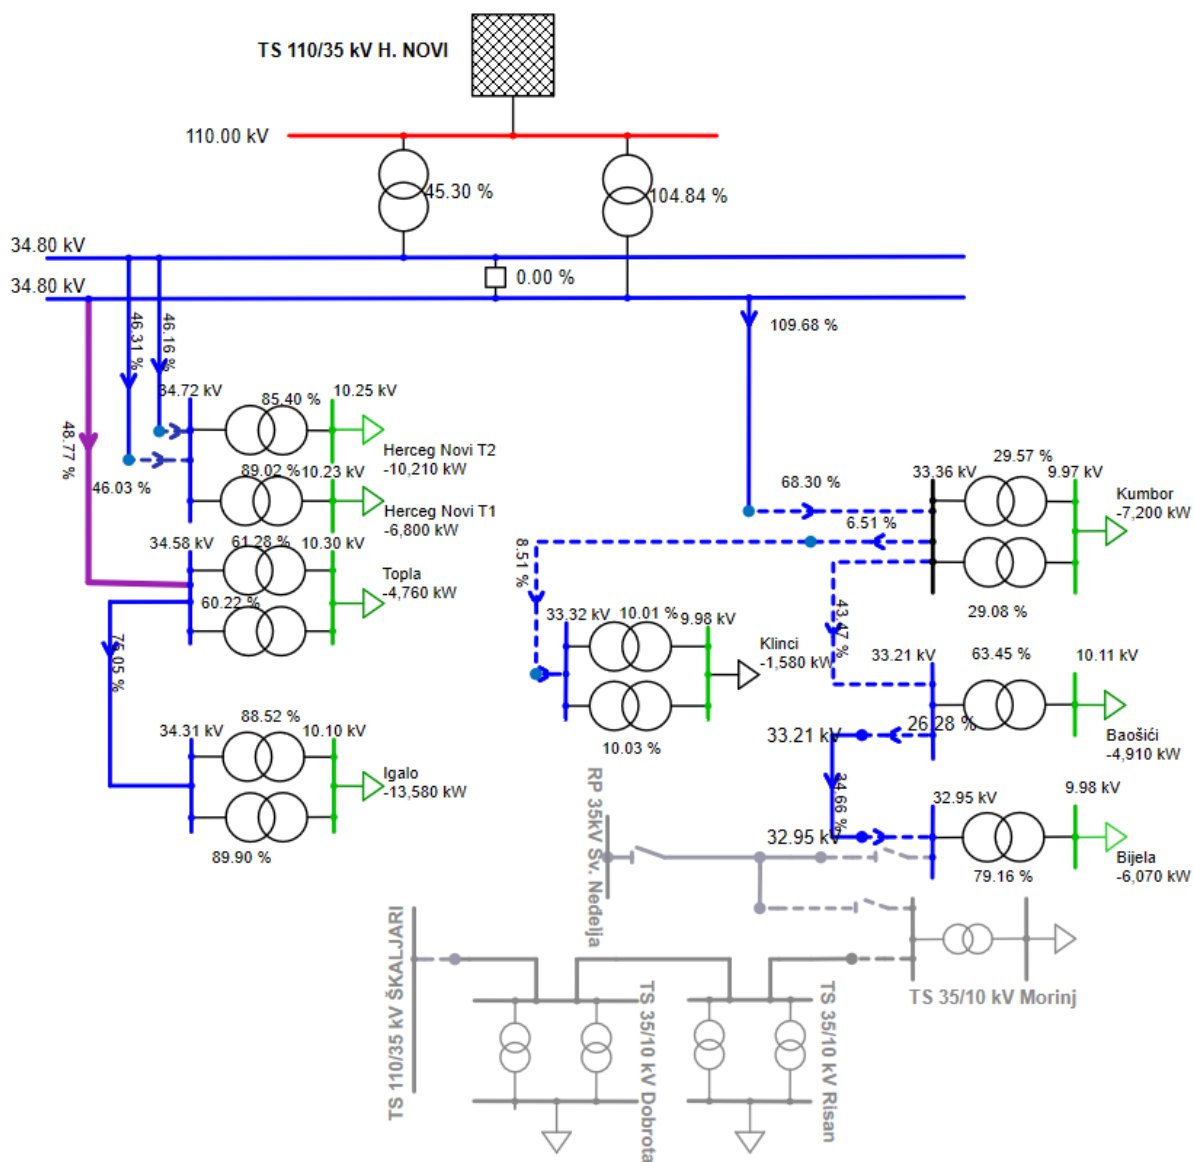 TS 110/35 kV H. NOVI
110.00 kV
45.30 %
104.84 %
34.80 kV
0.00 %
34.80 kV
46.31 %
46.16 %
109.68 %
34.72 kV
85.40 %
10.25 kV
Herceg Novi T2
-10,210 kW
48.77 %
46.03 %
89.02 %
10.23 kV
Herceg Novi T1
-6,800 kW
68.30 %
33.36 kV
29.57 %
9.97 kV
Kumbor
-7,200 kW
6.51 %
29.08 %
34.58 kV
61.28 %
10.30 kV
Topla
-4,760 kW
60.22 %
75.05 %
8.51 %
33.32 kV
10.01 %
9.98 kV
Klinci
-1,580 kW
10.03 %
43.47 %
33.21 kV
63.45 %
10.11 kV
Baošići
-4,910 kW
26.28 %
33.21 kV
34.31 kV
88.52 %
10.10 kV
Igalo
-13,580 kW
89.90 %
34.66 %
32.95 kV
9.98 kV
32.95 kV
Bijela
-6,070 kW
79.16 %
RP 35kV Sv. Neđelja
TS 110/35 kV ŠKALJARI
TS 35/10 kV Dobrota
TS 35/10 kV Risan
TS 35/10 kV Morinj